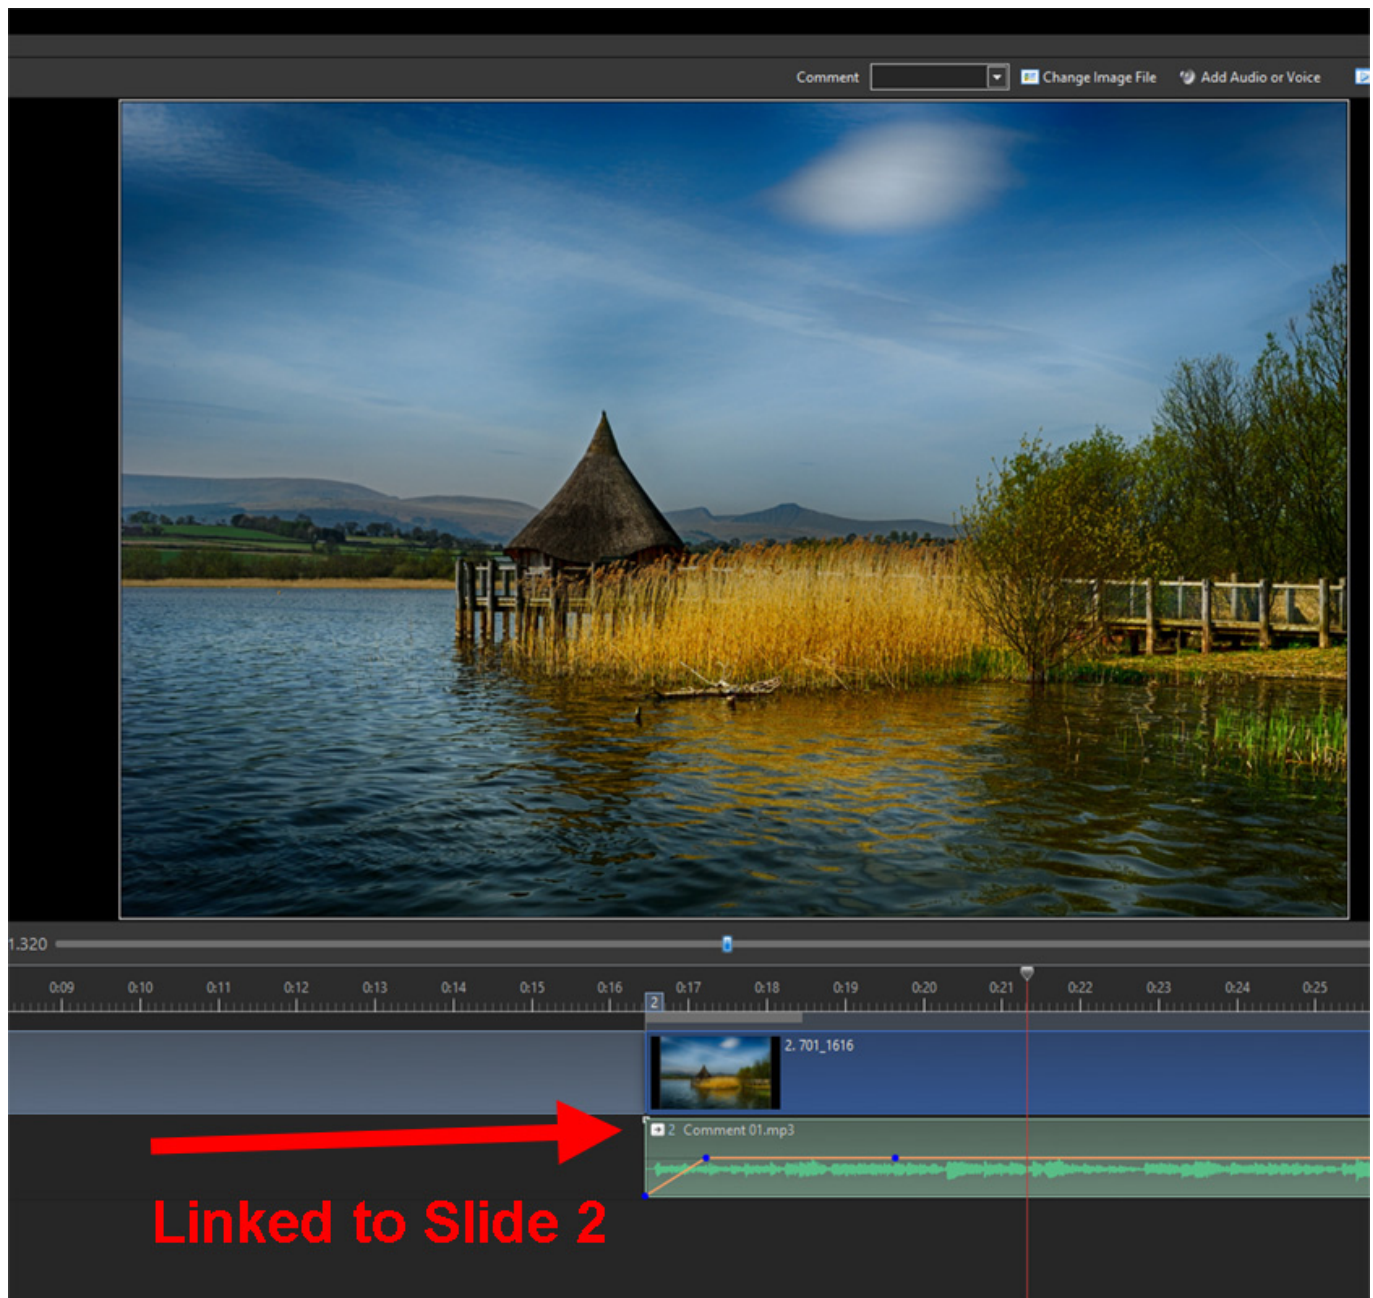 Comment Change Image File Add Audio or Voice
1.320
0:09 0:10 0:11 0:12 0:13 0:14 0:15 0:16 0:17 0:18 0:19 0:20 0:21 0:22 0:23 0:24 0:25
2
2. 701_1616
2 Comment 01.mp3
Linked to Slide 2